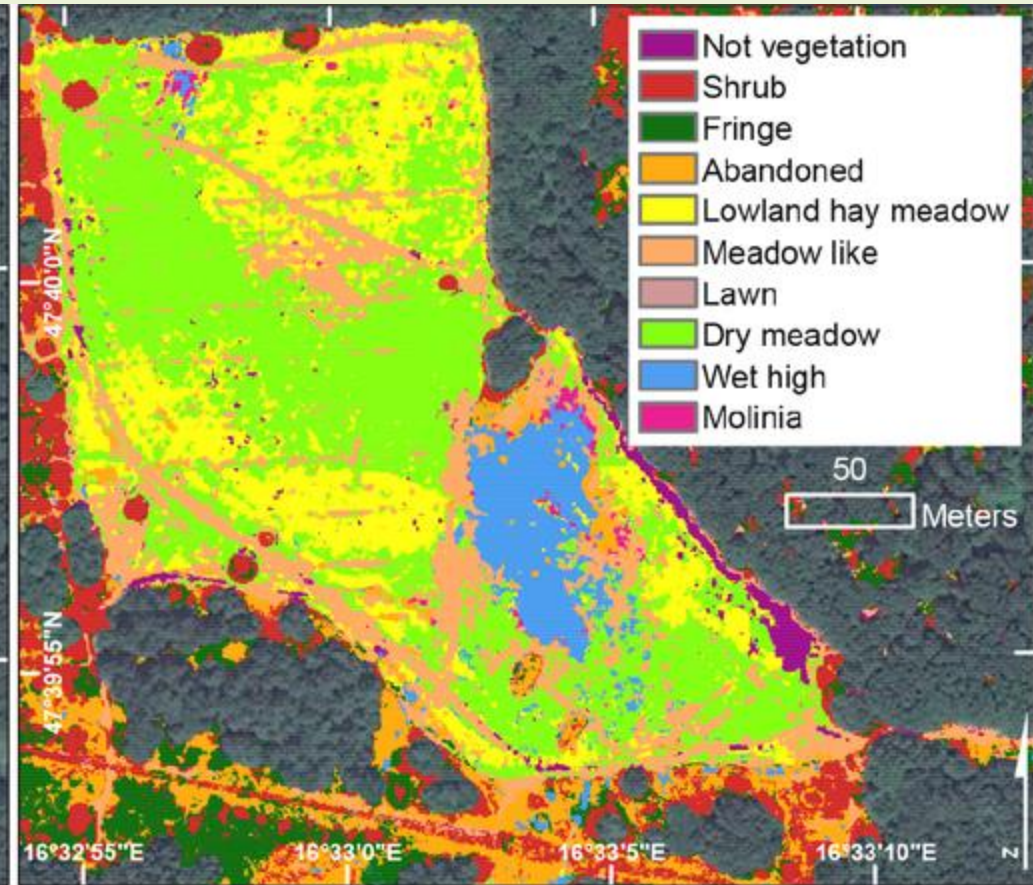 Not vegetation
Shrub
Fringe
Abandoned
Lowland hay meadow
Meadow like
Lawn
Dry meadow
Wet high
Molinia
50
Meters
47°40'0"N
47°39'55"N
16°32'55"E
16°33'0"E
16°33'5"E
16°33'10"E
N